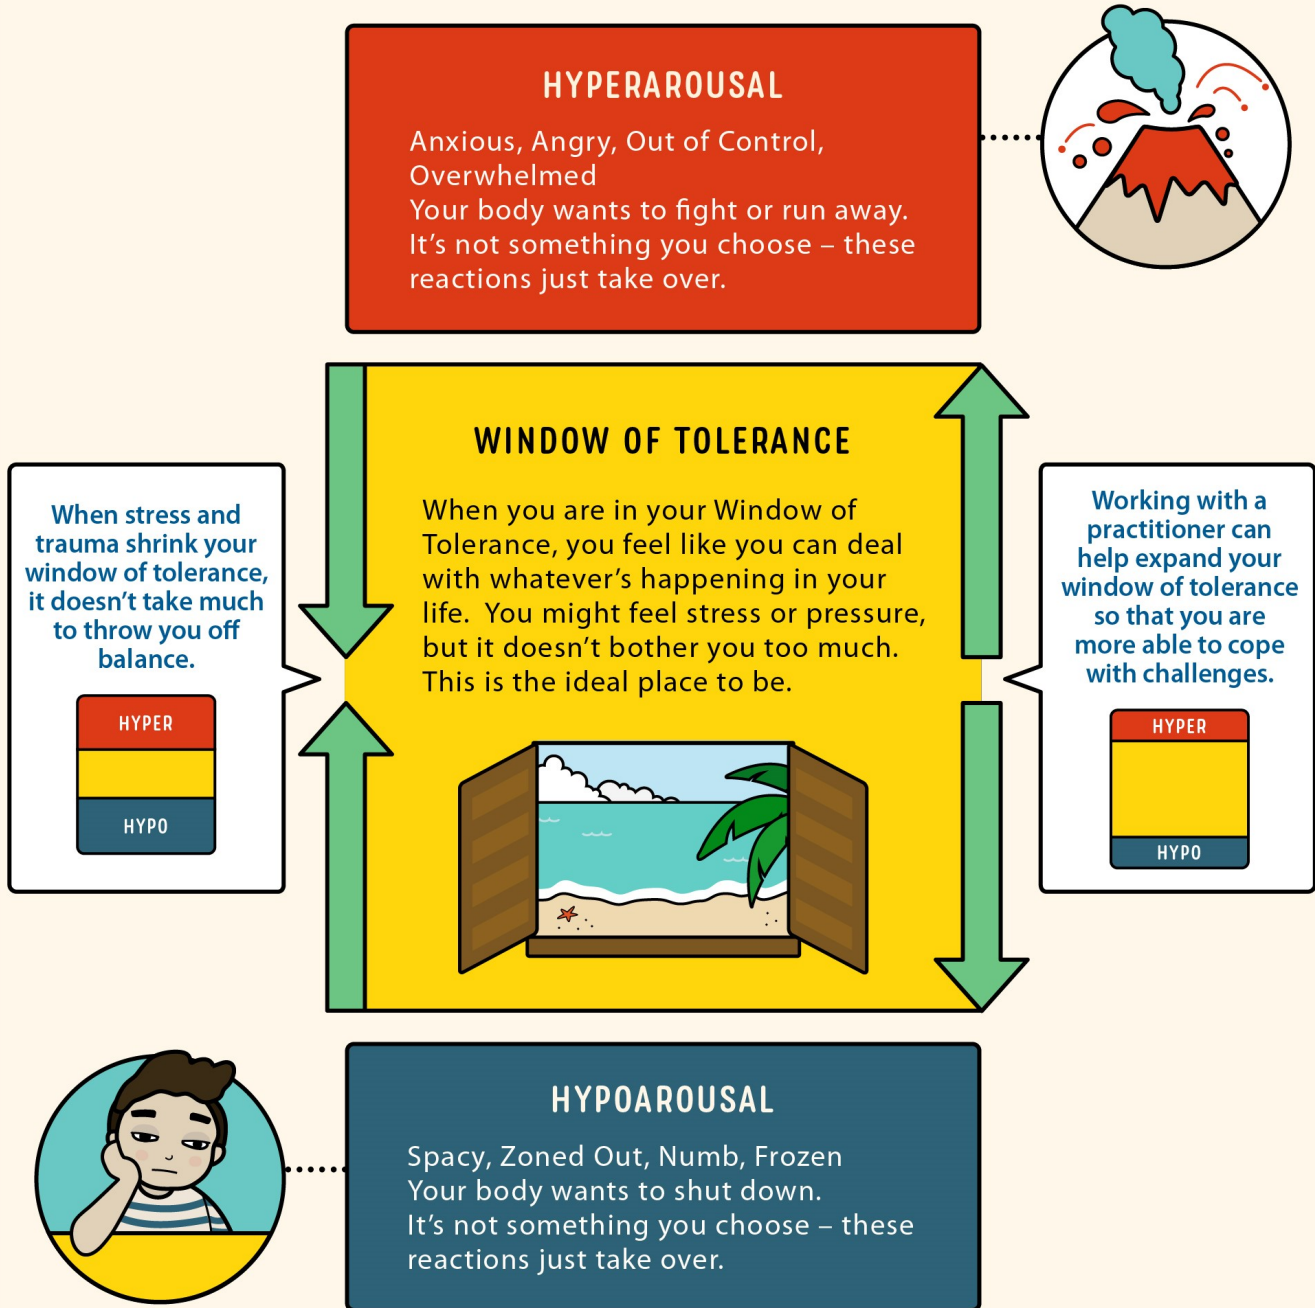 HYPERAROUSAL
Anxious, Angry, Out of Control,
Overwhelmed
Your body wants to fight or run away.
It’s not something you choose – these
reactions just take over.
WINDOW OF TOLERANCE
When you are in your Window of
Tolerance, you feel like you can deal
with whatever’s happening in your
life.  You might feel stress or pressure,
but it doesn’t bother you too much.
This is the ideal place to be.
When stress and
trauma shrink your
window of tolerance,
it doesn’t take much
to throw you off
balance.
HYPER
HYPO
Working with a
practitioner can
help expand your
window of tolerance
so that you are
more able to cope
with challenges.
HYPER
HYPO
HYPOAROUSAL
Spacy, Zoned Out, Numb, Frozen
Your body wants to shut down.
It’s not something you choose – these
reactions just take over.